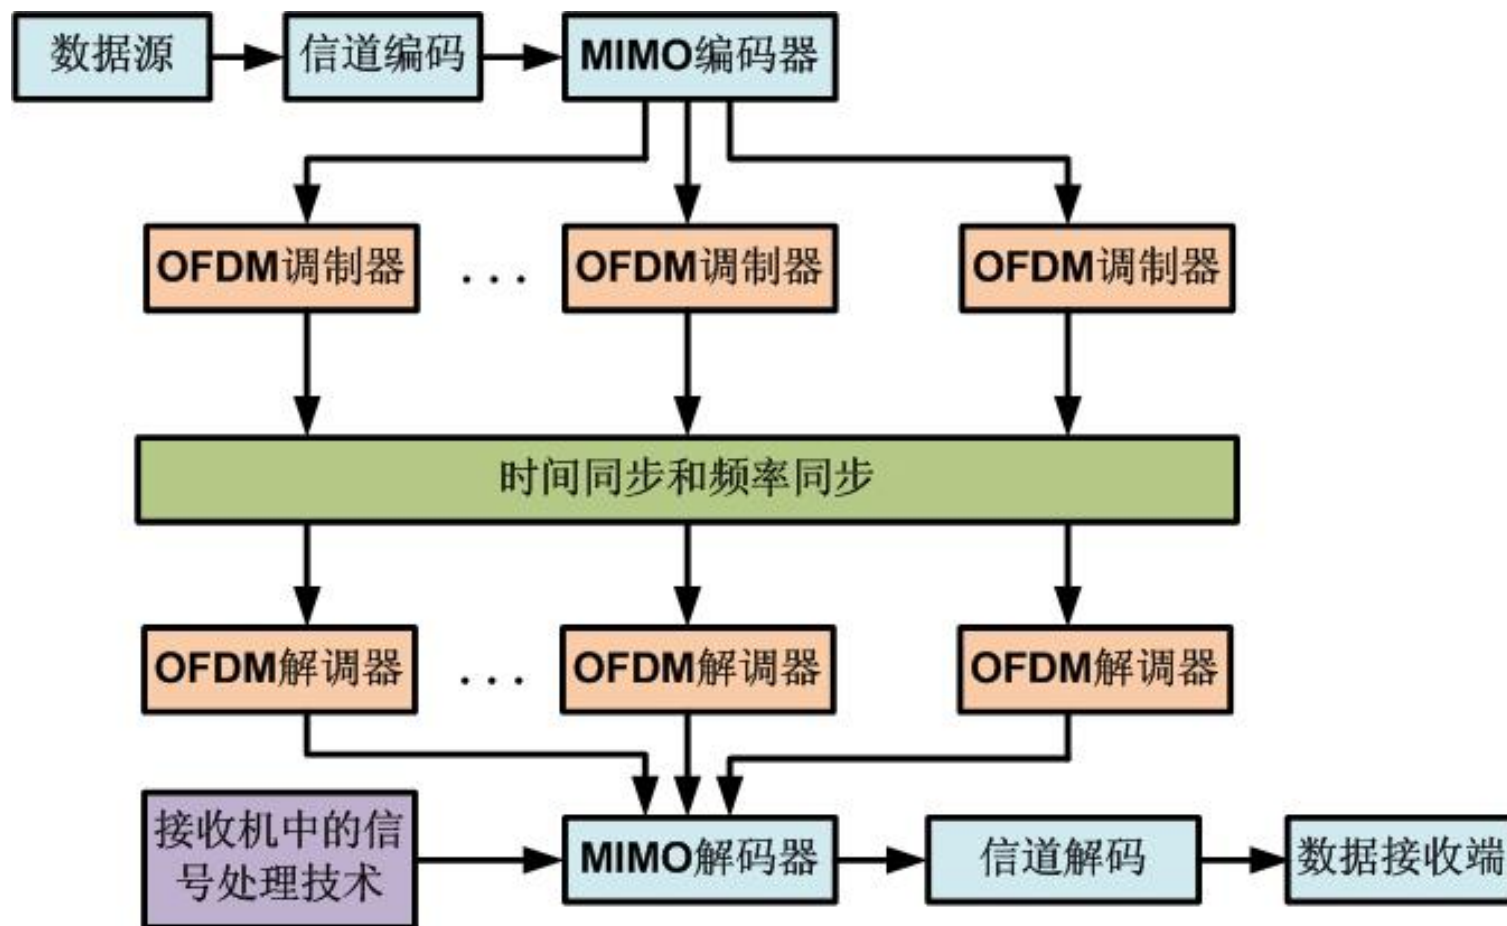 数据源
信道编码
MIMO编码器
OFDM调制器
...
OFDM调制器
OFDM调制器
时间同步和频率同步
OFDM解调器
...
OFDM解调器
OFDM解调器
接收机中的信
号处理技术
MIMO解码器
信道解码
数据接收端